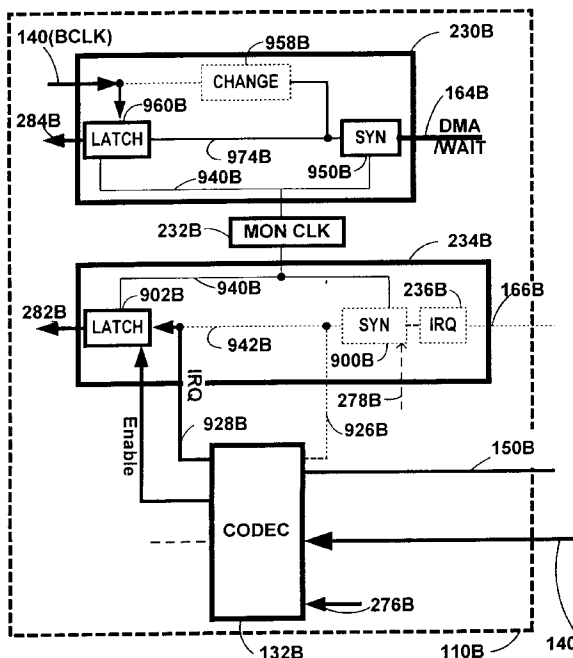 958B
230B
140(BCLK)
960B
CHANGE
164B
284B
LATCH
SYN
DMA
/WAIT
974B
950B
940B
232B
MON CLK
234B
902B
940B
236B
166B
282B
LATCH
SYN
IRQ
942B
900B
IRQ
278B
Enable
928B
926B
150B
CODEC
276B
140
132B
110B